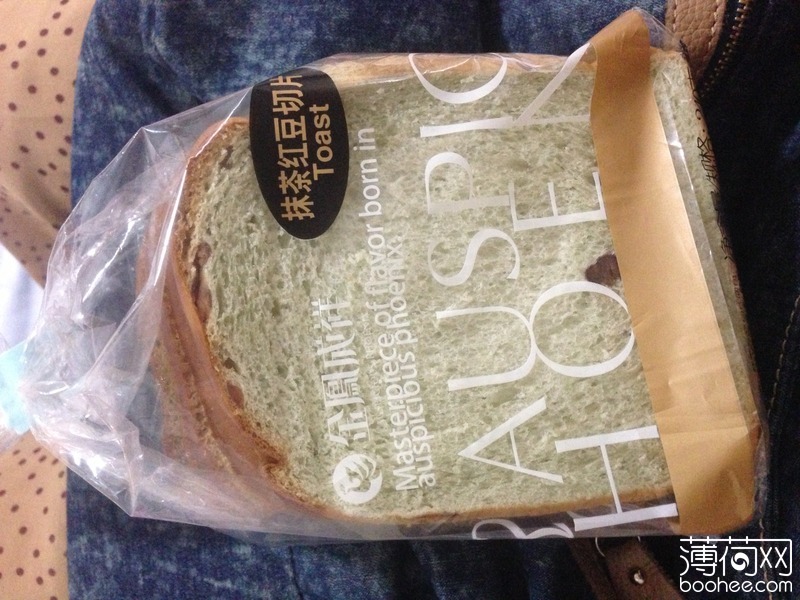 抹茶红豆切片
Toast
金鳳成祥
Masterpiece of flavor born in
auspicious phoenix
AUSPIC
HOEN
薄荷网
boohee.com